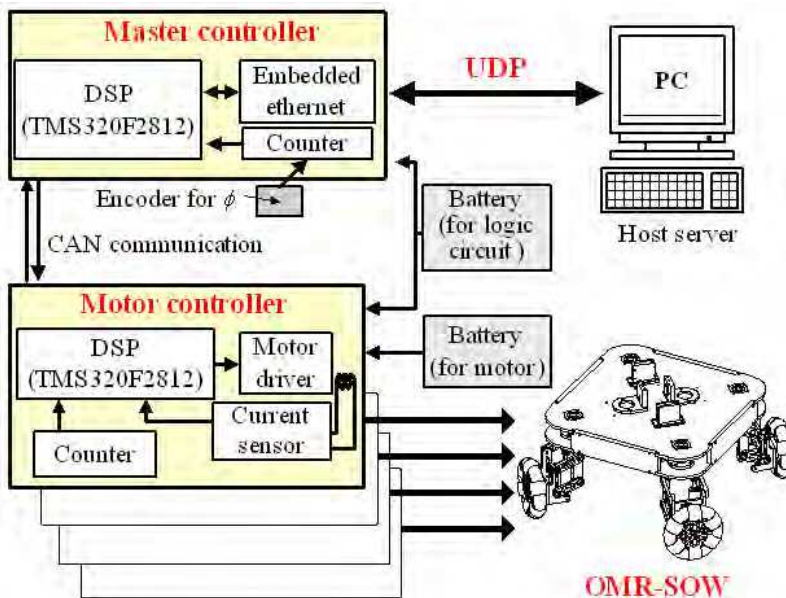 Master controller
DSP
(TMS320F2812)
Embedded
ethernet
Counter
Encoder for ϕ
UDP
PC
Host server
CAN communication
Battery
(for logic
circuit)
Motor controller
DSP
(TMS320F2812)
Motor
driver
Current
sensor
Counter
Battery
(for motor)
OMR-SOW